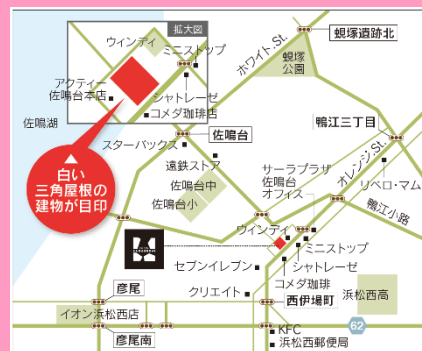 拡大図
ウィンディ
ミニストップ
アクティー
佐鳴台本店
シャトレーゼ
コメダ珈琲店
佐鳴湖
スターバックス
佐鳴台
ホワイト.St.
蜆塚
公園
蜆塚遺跡北
鴨江三丁目
オレンジ.St.
リベロ・マム
鴨江小路
遠鉄ストア
佐鳴台中
佐鳴台小
サーラプラザ
佐鳴台
オフィス
▲
白い
三角屋根の
建物が目印
ウィンディ
ミニストップ
シャトレーゼ
コメダ
珈琲
セブンイレブン
クリエイト
西伊場町
浜松西高
彦尾
イオン浜松西店
彦尾南
62
KFC
浜松西郵便局